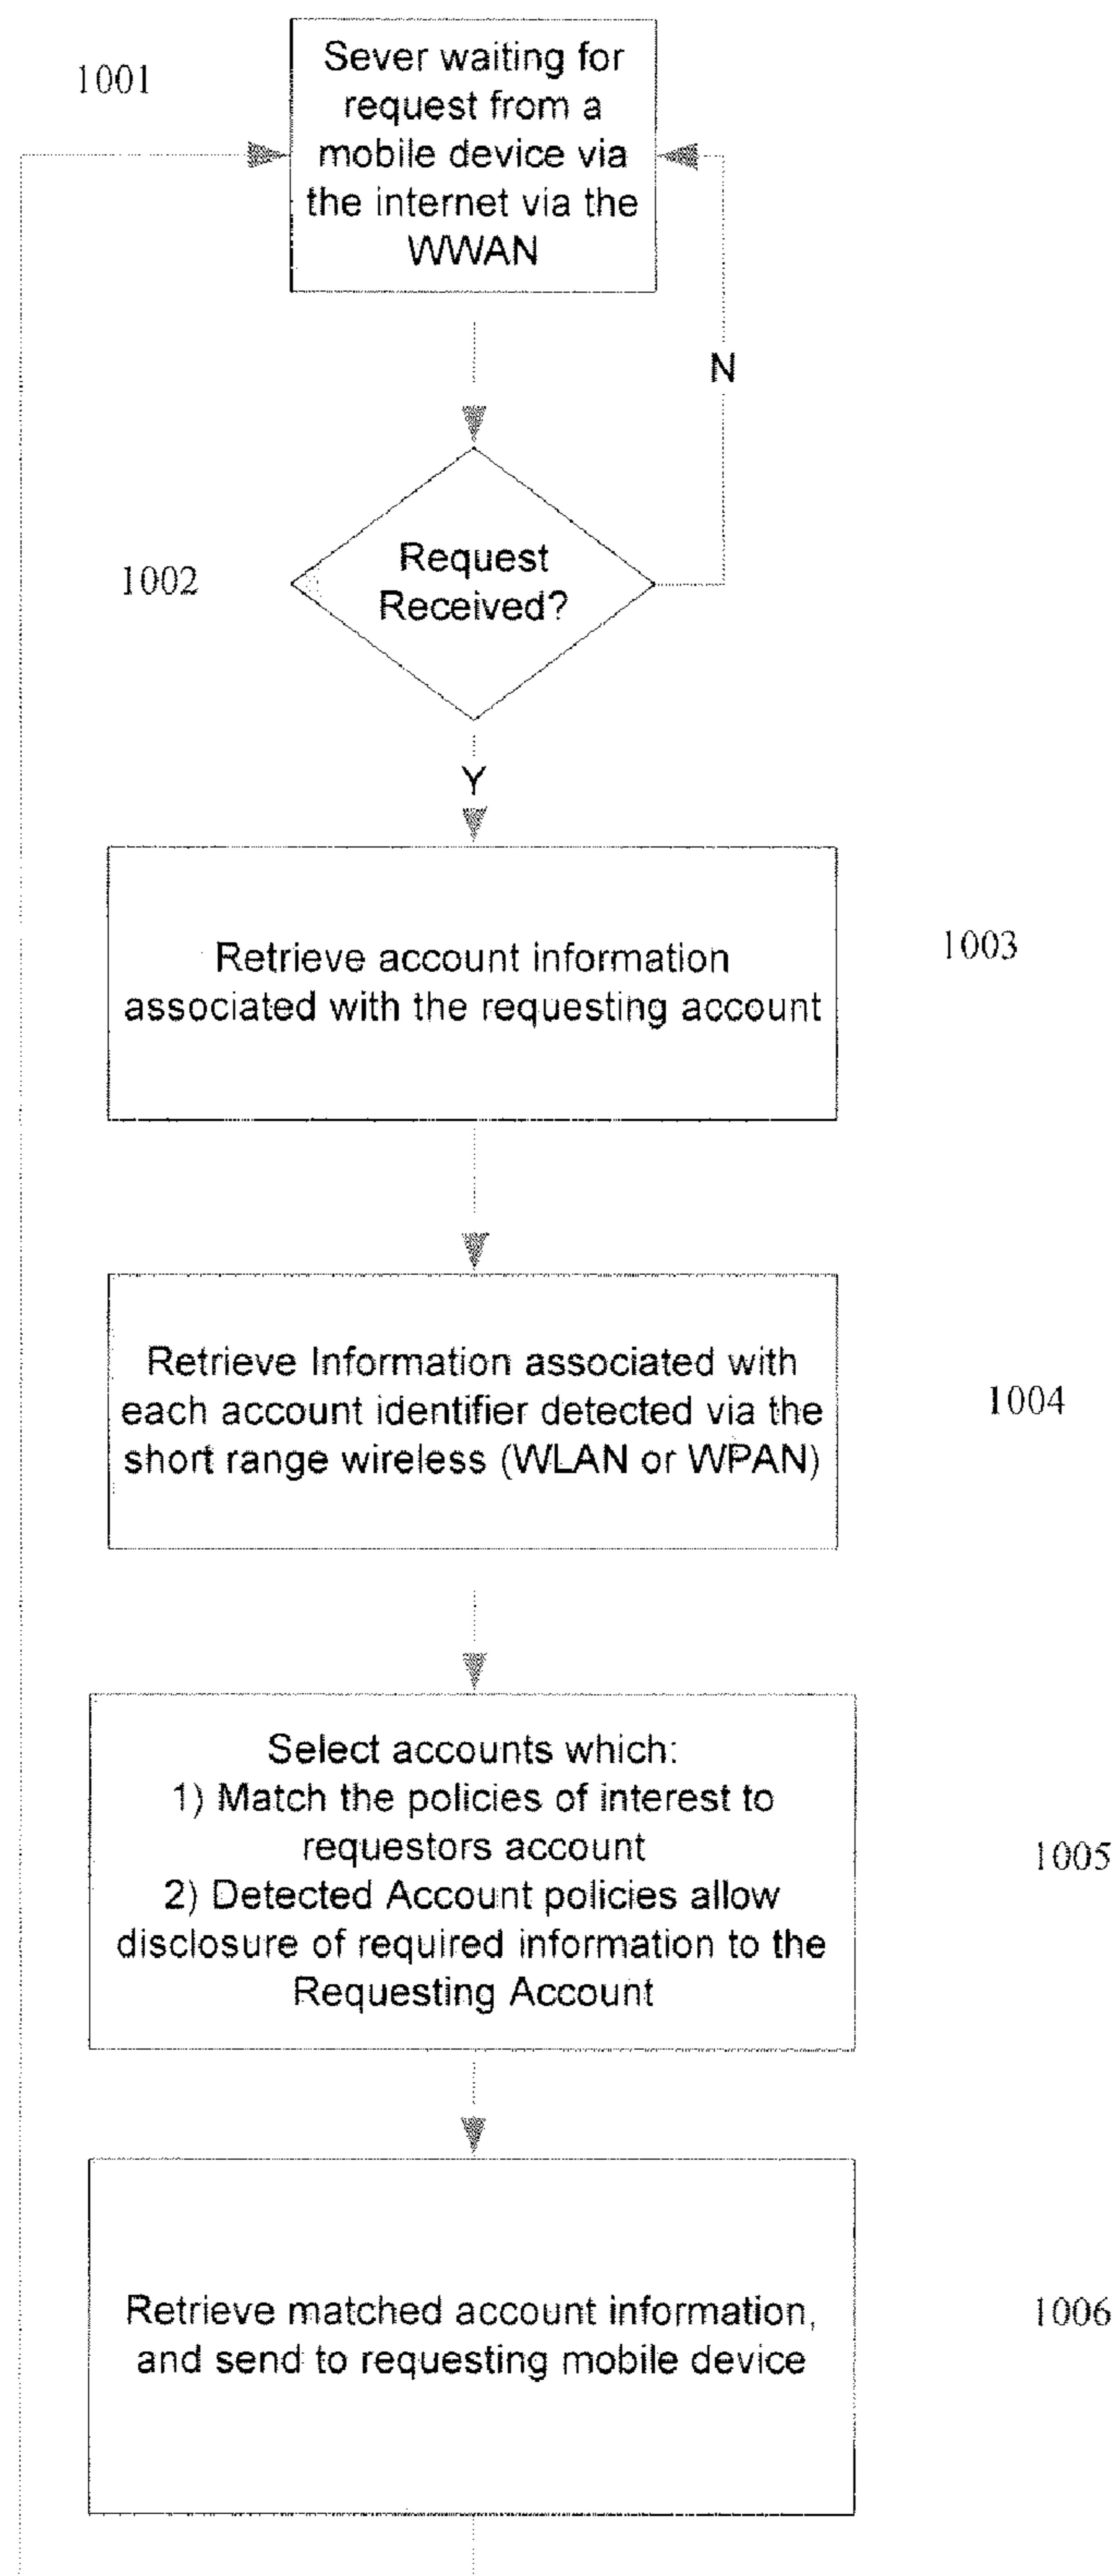 1001
Sever waiting for
request from a
mobile device via
the internet via the
WWAN
N
1002
Request
Received?
Y
1003
Retrieve account information
associated with the requesting account
1004
Retrieve Information associated with
each account identifier detected via the
short range wireless (WLAN or WPAN)
1005
Select accounts which:
1) Match the policies of interest to
requestors account
2) Detected Account policies allow
disclosure of required information to the
Requesting Account
1006
Retrieve matched account information,
and send to requesting mobile device